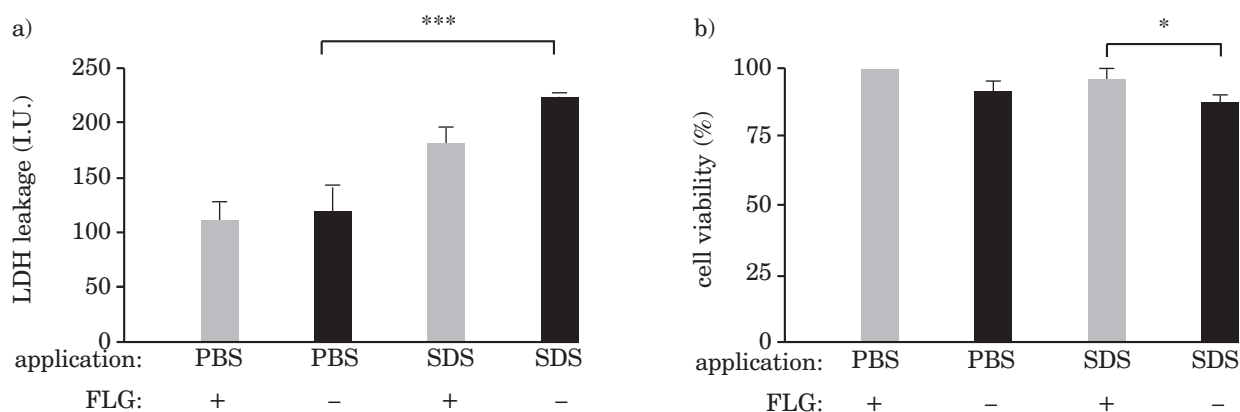 a)
***
LDH leakage (I.U.)
250
200
150
100
50
0
application: PBS PBS SDS SDS
FLG: + – + –
b)
*
cell viability (%)
100
75
50
25
0
application: PBS PBS SDS SDS
FLG: + – + –